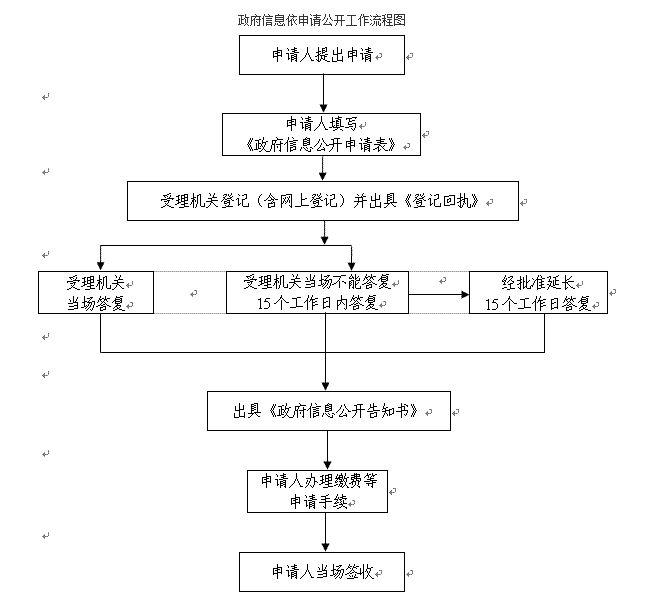 政府信息依申请公开工作流程图
申请人提出申请
申请人填写
《政府信息公开申请表》
受理机关登记（含网上登记）并出具《登记回执》
受理机关
当场答复
受理机关当场不能答复
15个工作日内答复
经批准延长
15个工作日答复
出具《政府信息公开告知书》
申请人办理缴费等
申请手续
申请人当场签收